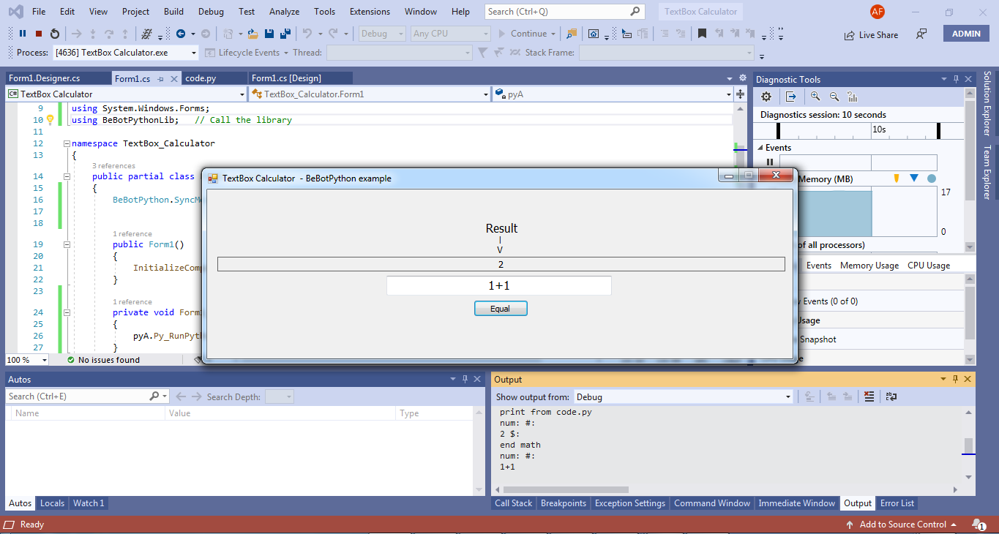 File Edit View Project Build Debug Test Analyze Tools Extensions Window Help Search (Ctrl+Q) TextBox Calculator AF
Debug Any CPU Continue Live Share ADMIN
Process: [4636] TextBox Calculator.exe Lifecycle Events Thread: Stack Frame:
Form1.Designer.cs Form1.cs code.py Form1.cs [Design]
TextBox Calculator TextBox_Calculator.Form1 pyA
9 using System.Windows.Forms;
10 using BeBotPythonLib; // Call the library
11
12 namespace TextBox_Calculator
13 {
3 references
14 public partial class
15 {
16 BeBotPython.SyncM
17
18
1 reference
19 public Form1()
20 {
21 InitializeComp
22 }
23
1 reference
24 private void Form
25 {
26 pyA.Py_RunPyt
27 }
100 % No issues found
TextBox Calculator - BeBotPython example
Result
|
V
2
1+1
Equal
Diagnostic Tools
Diagnostics session: 10 seconds
10s
Events
Memory (MB)
17
0
of all processors)
Events Memory Usage CPU Usage
Events (0 of 0)
Usage
Snapshot
Solution Explorer
Team Explorer
Autos
Search (Ctrl+E) Search Depth:
Name Value Type
Autos Locals Watch 1
Output
Show output from: Debug
print from code.py
num: #:
2 $:
end math
num: #:
1+1
Call Stack Breakpoints Exception Settings Command Window Immediate Window Output Error List
Ready Add to Source Control 1